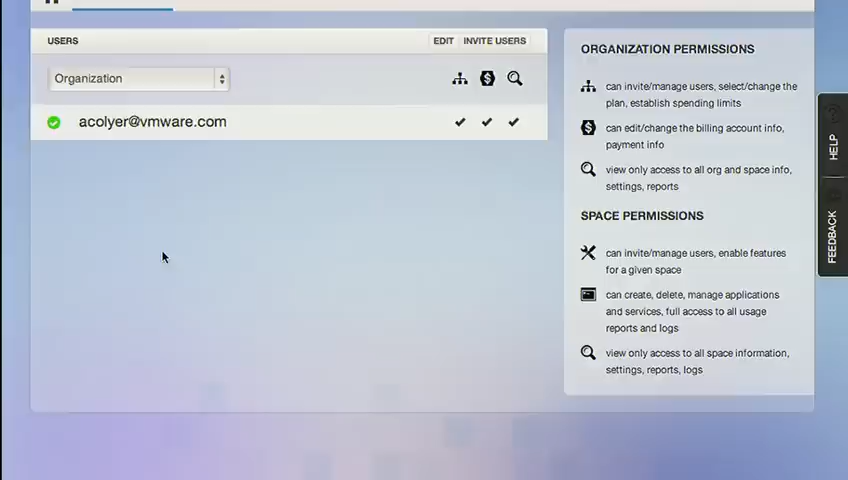 USERS
EDIT INVITE USERS
Organization
acolyer@vmware.com
ORGANIZATION PERMISSIONS
can invite/manage users, select/change the
plan, establish spending limits
can edit/change the billing account info,
payment info
view only access to all org and space info,
settings, reports
SPACE PERMISSIONS
can invite/manage users, enable features
for a given space
can create, delete, manage applications
and services, full access to all usage
reports and logs
view only access to all space information,
settings, reports, logs
HELP
FEEDBACK